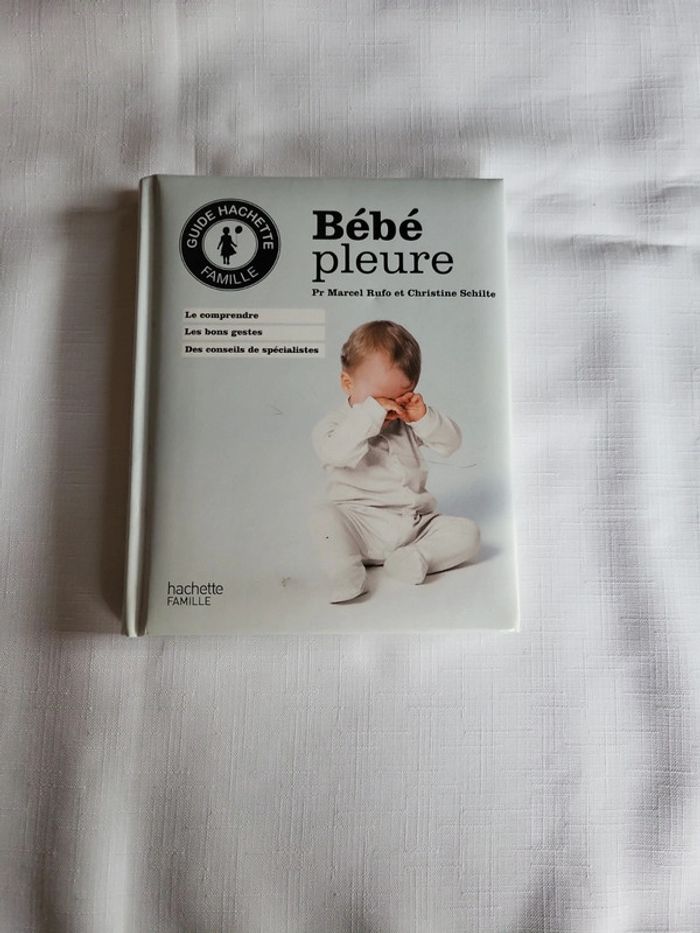 GUIDE HACHETTE
FAMILLE
Bébé
pleure
Pr Marcel Rufo et Christine Schilte
Le comprendre
Les bons gestes
Des conseils de spécialistes
hachette
FAMILLE